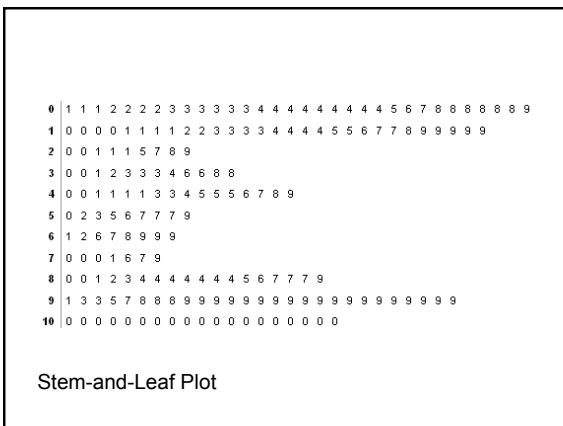 0 1 1 1 2 2 2 2 3 3 3 3 3 3 4 4 4 4 4 4 4 4 4 5 6 7 8 8 8 8 8 8 9
1 0 0 0 0 1 1 1 1 2 2 3 3 3 3 4 4 4 4 5 5 6 7 7 8 9 9 9 9 9
2 0 0 1 1 1 5 7 8 9
3 0 0 1 2 3 3 3 4 6 6 8 8
4 0 0 1 1 1 1 3 3 4 5 5 5 6 7 8 9
5 0 2 3 5 6 7 7 7 9
6 1 2 6 7 8 9 9 9
7 0 0 0 1 6 7 9
8 0 0 1 2 3 4 4 4 4 4 4 4 5 6 7 7 7 9
9 1 3 3 5 7 8 8 8 9 9 9 9 9 9 9 9 9 9 9 9 9 9 9 9 9 9 9
10 0 0 0 0 0 0 0 0 0 0 0 0 0 0 0 0 0 0 0
Stem-and-Leaf Plot